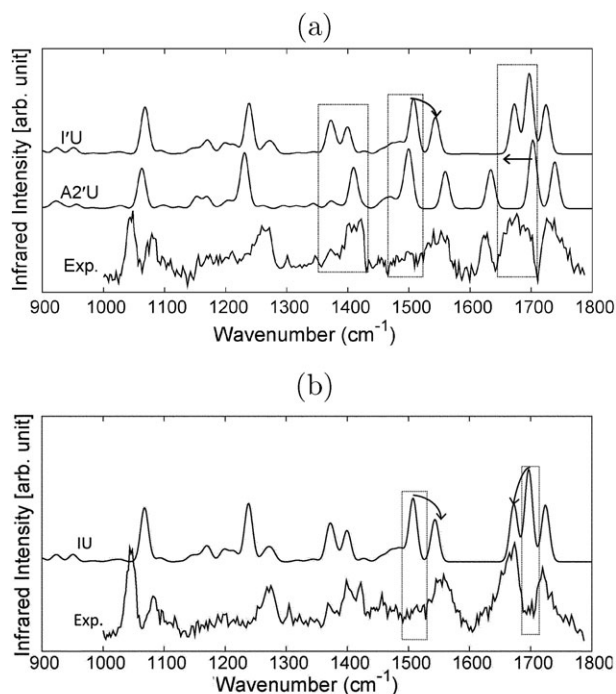 (a)
Infrared Intensity [arb. unit]
I'U
A2'U
Exp.
900 1000 1100 1200 1300 1400 1500 1600 1700 1800
Wavenumber (cm⁻¹)
(b)
Infrared Intensity [arb. unit]
IU
Exp.
900 1000 1100 1200 1300 1400 1500 1600 1700 1800
Wavenumber (cm⁻¹)